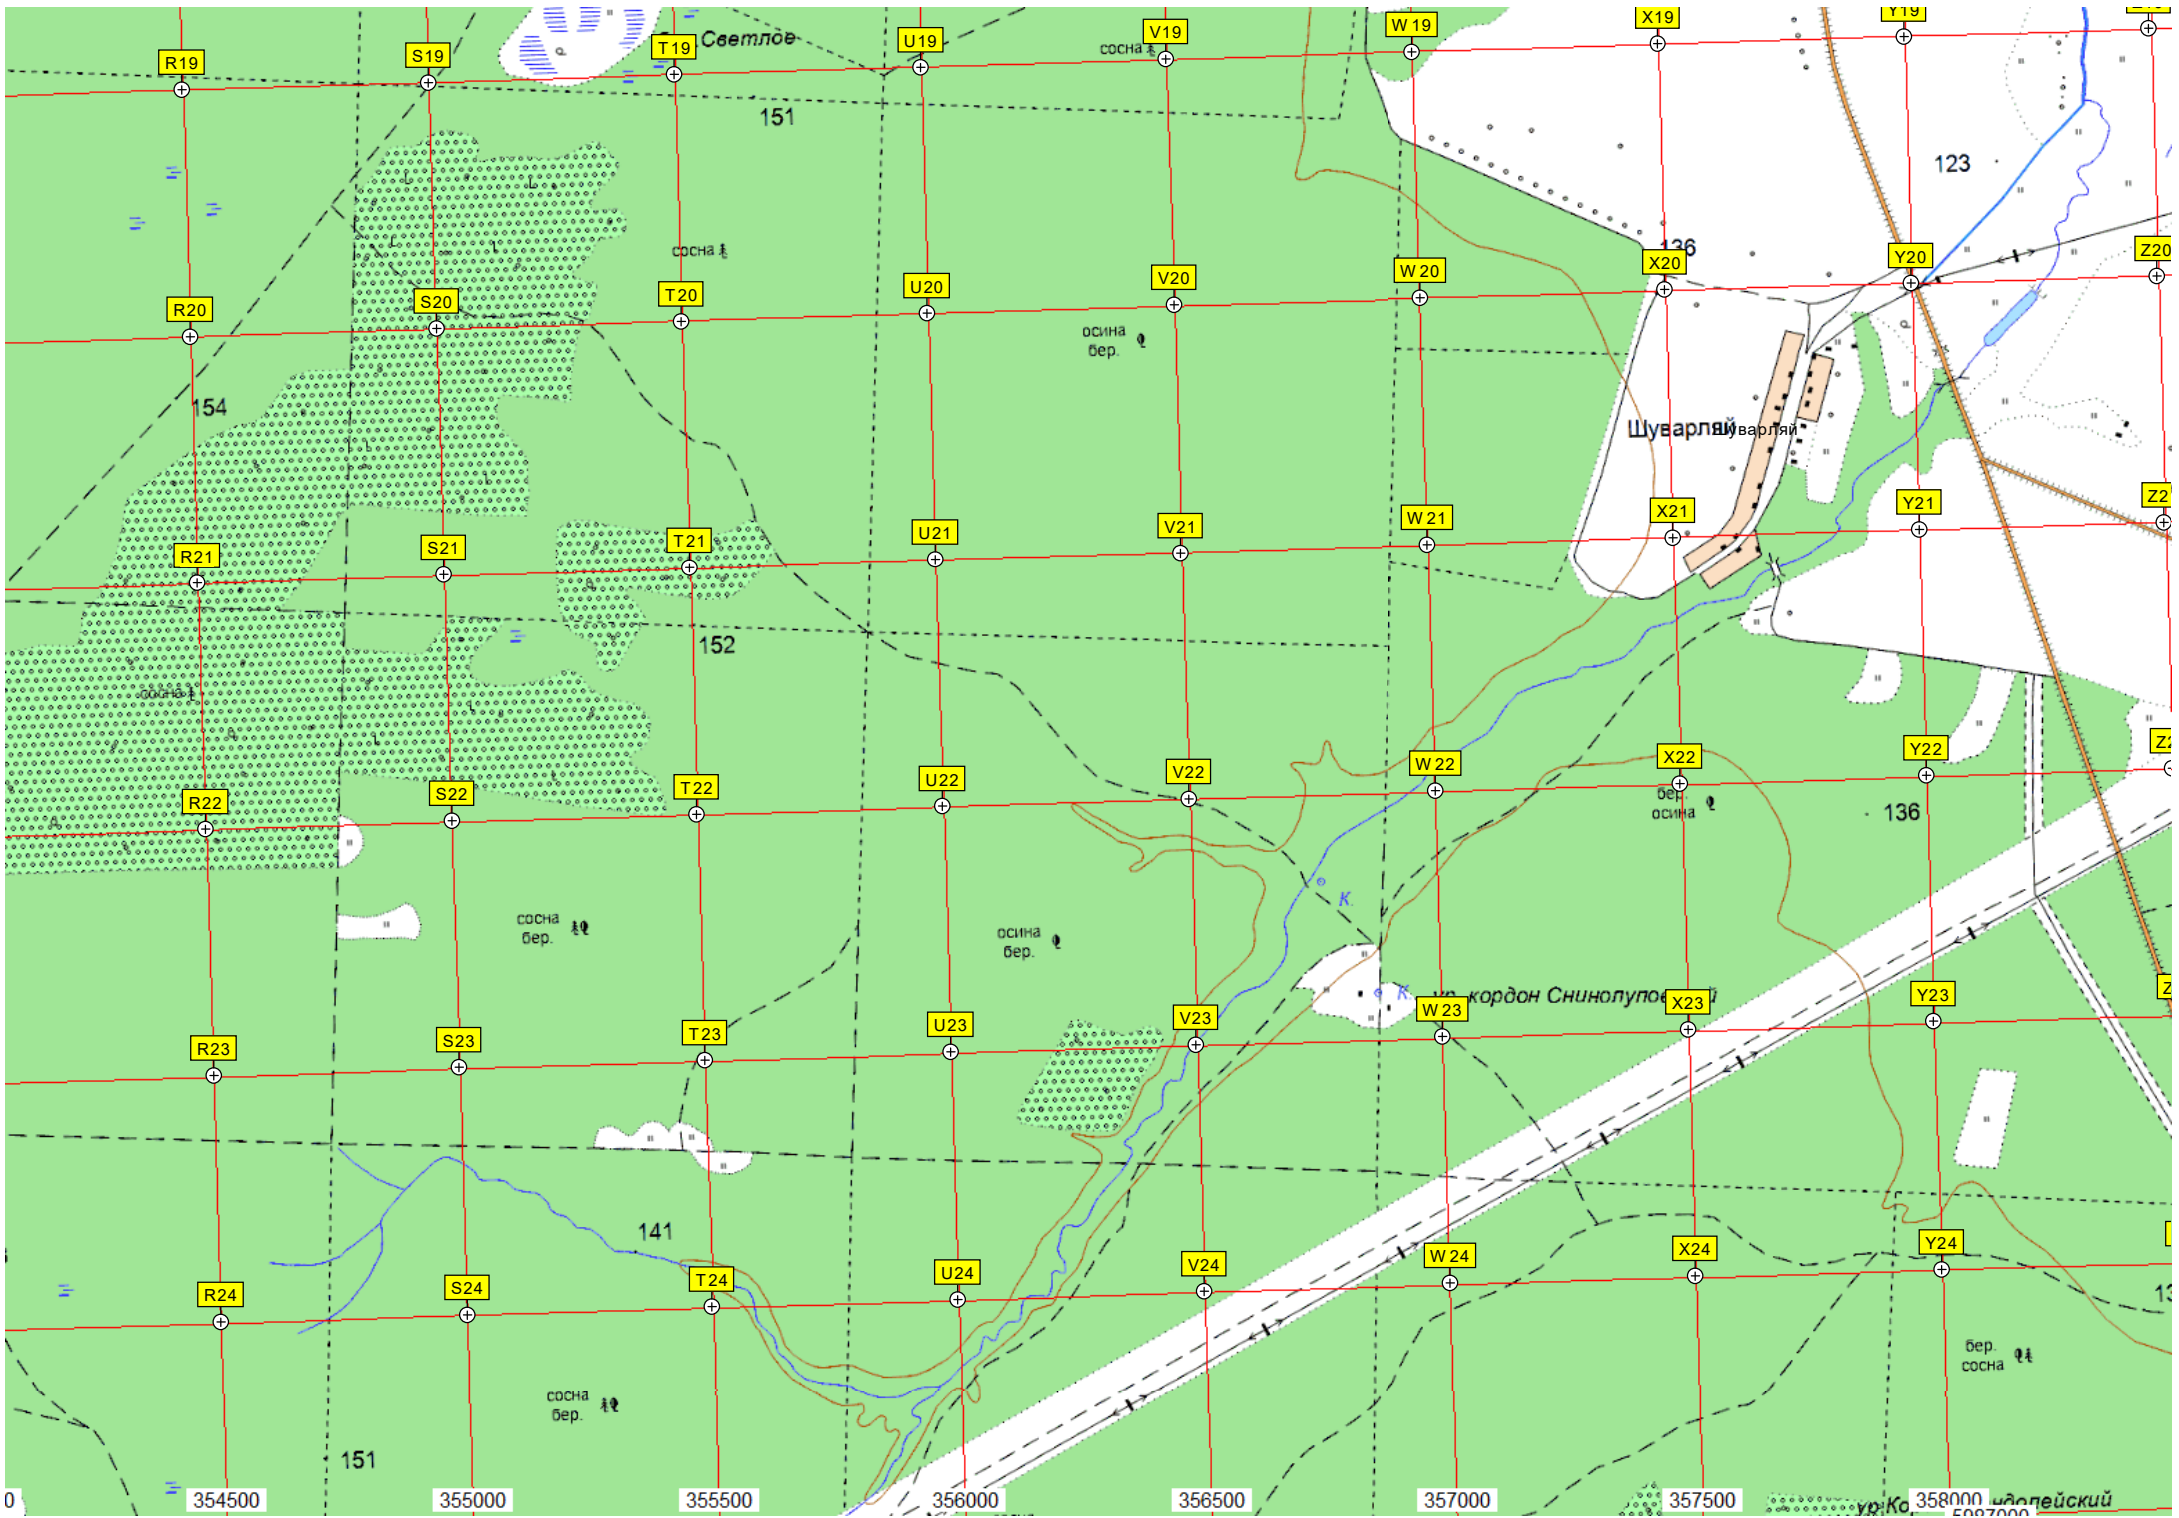 R19
S19
T19
Светлое
U19
сосна
V19
W19
X19
Y19
151
123
сосна
136
R20
S20
T20
U20
V20
W20
X20
Y20
Z20
осина
бер.
154
Шуварляй
Шуварляй
R21
S21
T21
U21
V21
W21
X21
Y21
152
сосна
R22
S22
T22
U22
V22
W22
X22
Y22
бер.
осина
136
К.
сосна
бер.
осина
бер.
К.
ур. кордон
R23
S23
T23
U23
V23
W23
X23
Y23
141
R24
S24
T24
U24
V24
W24
X24
Y24
бер.
сосна
сосна
бер.
151
354500
355000
355500
356000
356500
357000
357500
358000